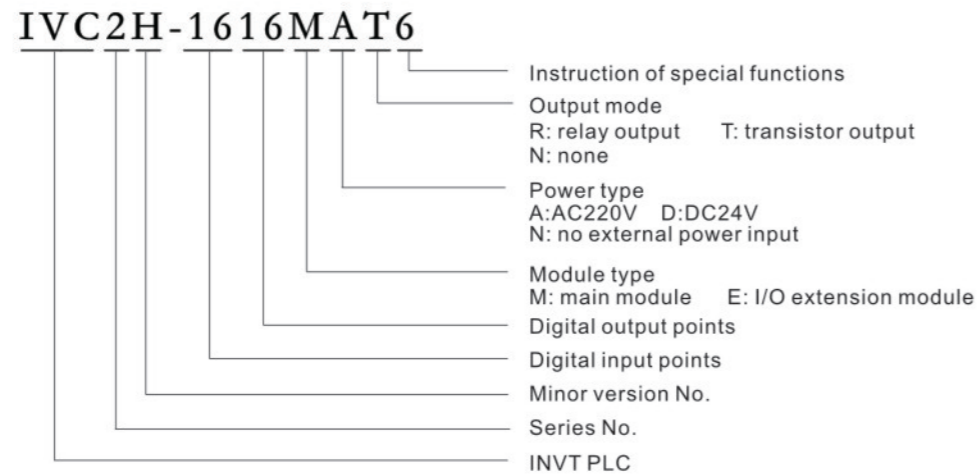 IVC2H-1616MAT6
Instruction of special functions
Output mode
R: relay output T: transistor output
N: none
Power type
A:AC220V D:DC24V
N: no external power input
Module type
M: main module E: I/O extension module
Digital output points
Digital input points
Minor version No.
Series No.
INVT PLC